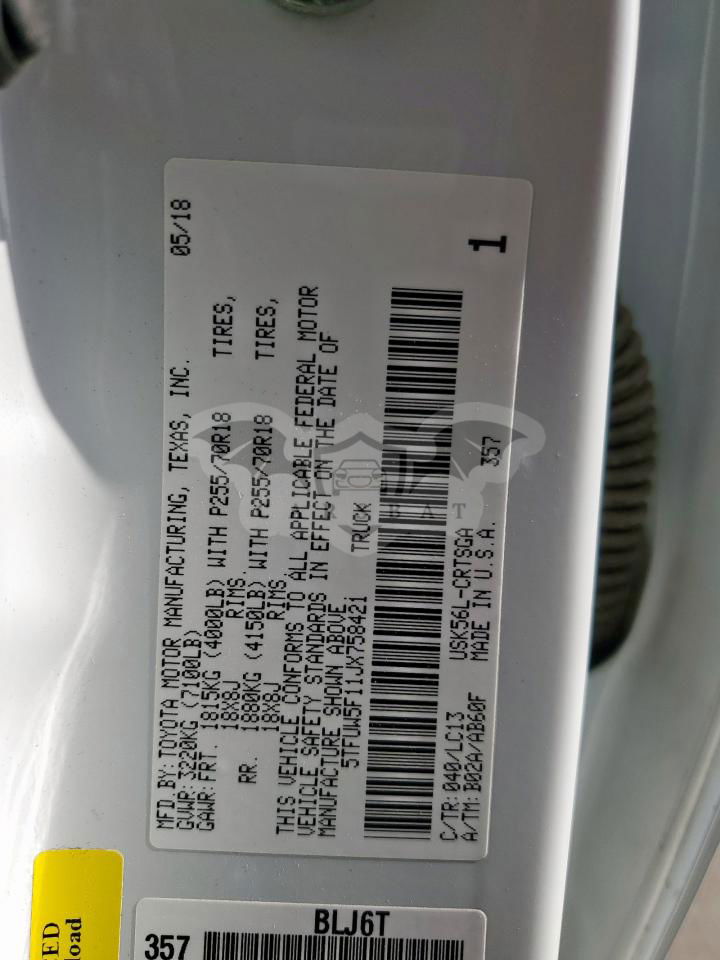 MFD.BY:TOYOTA MOTOR MANUFACTURING, TEXAS, INC. 05/18
GVWR:3220KG (7100LB)
GAWR:FRT. 1815KG (4000LB) WITH P255/70R18 TIRES,
18X8J RIMS.
RR. 1880KG (4150LB) WITH P255/70R18 TIRES,
18X8J RIMS.
THIS VEHICLE CONFORMS TO ALL APPLICABLE FEDERAL MOTOR
VEHICLE SAFETY STANDARDS IN EFFECT ON THE DATE OF
MANUFACTURE SHOWN ABOVE.
5TFUW5F11JX758421 TRUCK
C/TR:040/LC13 USK56L-CRTSGA 357
A/TM:B02A/AB60F MADE IN U.S.A. 1
BLJ6T
357